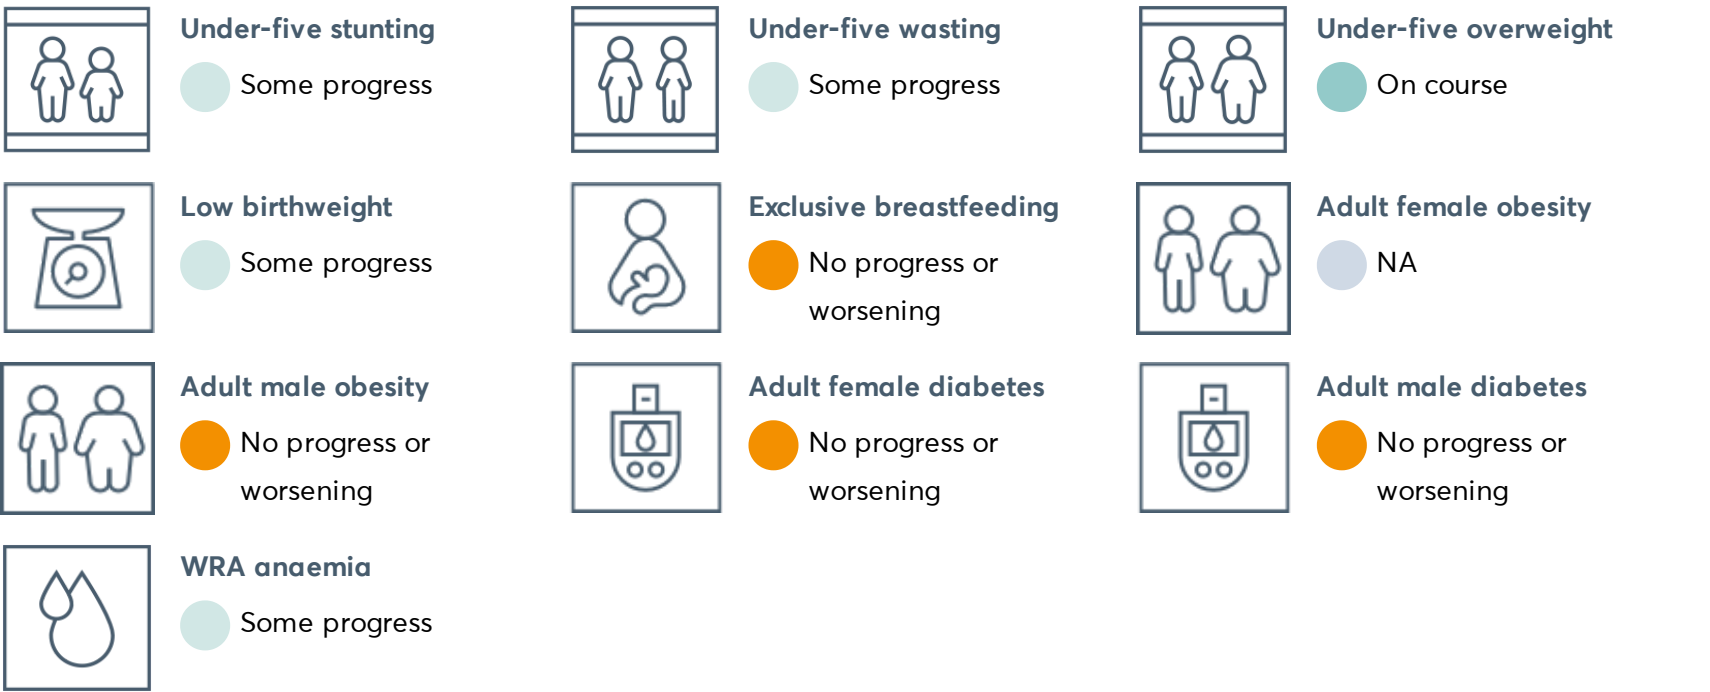 Under-five stunting
Some progress
Under-five wasting
Some progress
Under-five overweight
On course
Low birthweight
Some progress
Exclusive breastfeeding
No progress or
worsening
Adult female obesity
NA
Adult male obesity
No progress or
worsening
Adult female diabetes
No progress or
worsening
Adult male diabetes
No progress or
worsening
WRA anaemia
Some progress